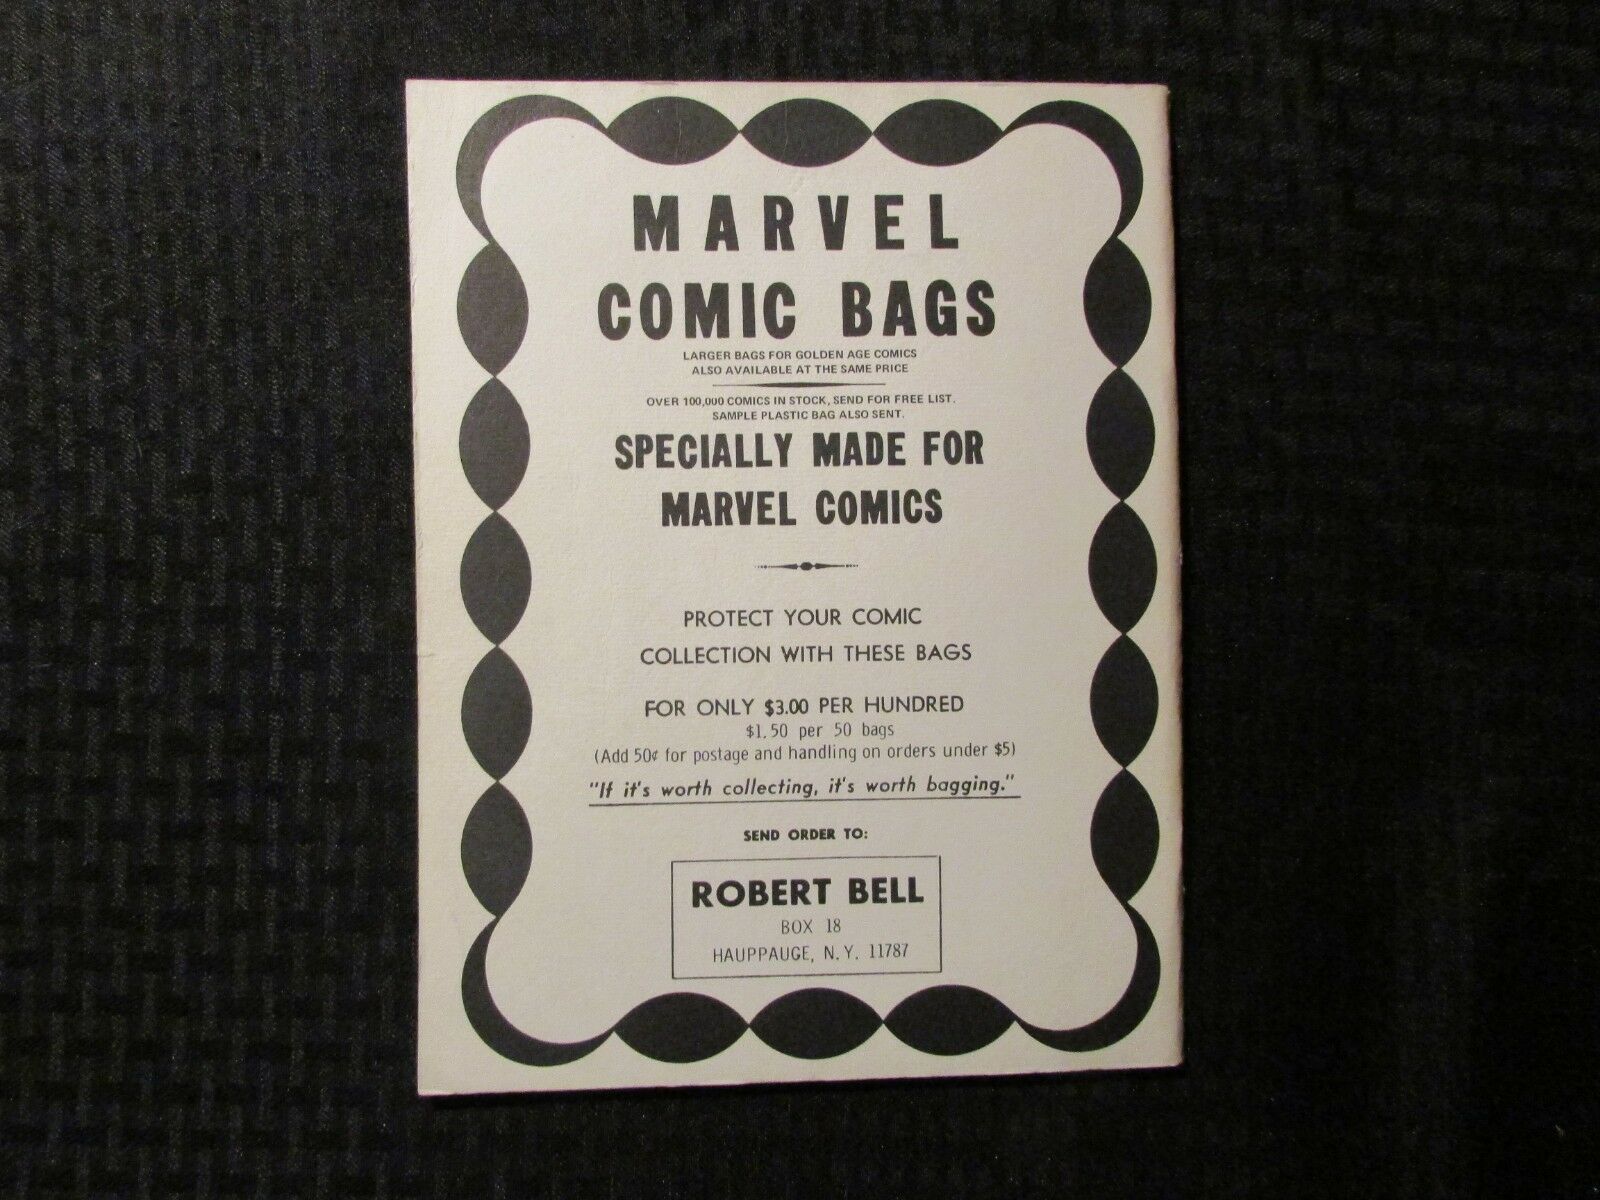 MARVEL
COMIC BAGS
LARGER BAGS FOR GOLDEN AGE COMICS
ALSO AVAILABLE AT THE SAME PRICE
OVER 100,000 COMICS IN STOCK, SEND FOR FREE LIST.
SAMPLE PLASTIC BAG ALSO SENT.
SPECIALLY MADE FOR
MARVEL COMICS
PROTECT YOUR COMIC
COLLECTION WITH THESE BAGS
FOR ONLY $3.00 PER HUNDRED
$1.50 per 50 bags
(Add 50¢ for postage and handling on orders under $5)
"If it's worth collecting, it's worth bagging."
SEND ORDER TO:
ROBERT BELL
BOX 18
HAUPPAUGE, N.Y. 11787